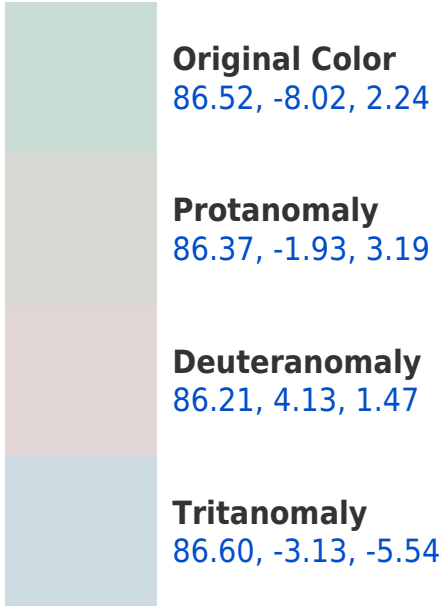 Original Color
86.52, -8.02, 2.24
Protanomaly
86.37, -1.93, 3.19
Deuteranomaly
86.21, 4.13, 1.47
Tritanomaly
86.60, -3.13, -5.54